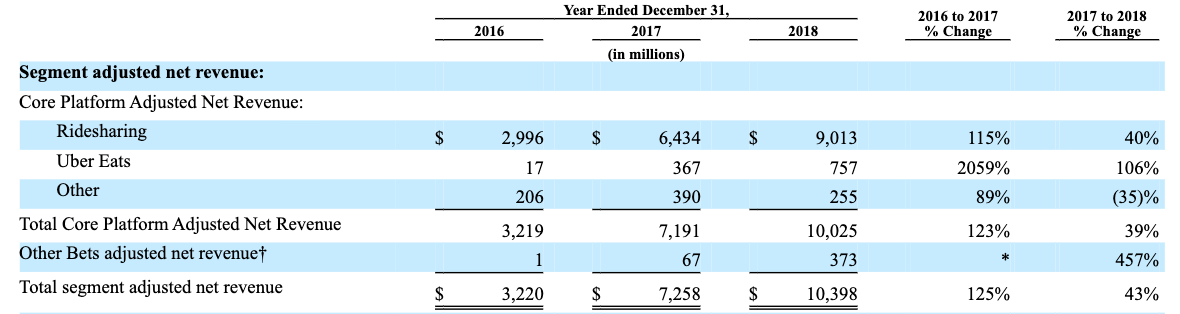 Year Ended December 31,
2016 2017 2018 2016 to 2017 % Change 2017 to 2018 % Change
(in millions)
Segment adjusted net revenue:
Core Platform Adjusted Net Revenue:
Ridesharing $ 2,996 $ 6,434 $ 9,013 115% 40%
Uber Eats 17 367 757 2059% 106%
Other 206 390 255 89% (35)%
Total Core Platform Adjusted Net Revenue 3,219 7,191 10,025 123% 39%
Other Bets adjusted net revenue† 1 67 373 * 457%
Total segment adjusted net revenue $ 3,220 $ 7,258 $ 10,398 125% 43%